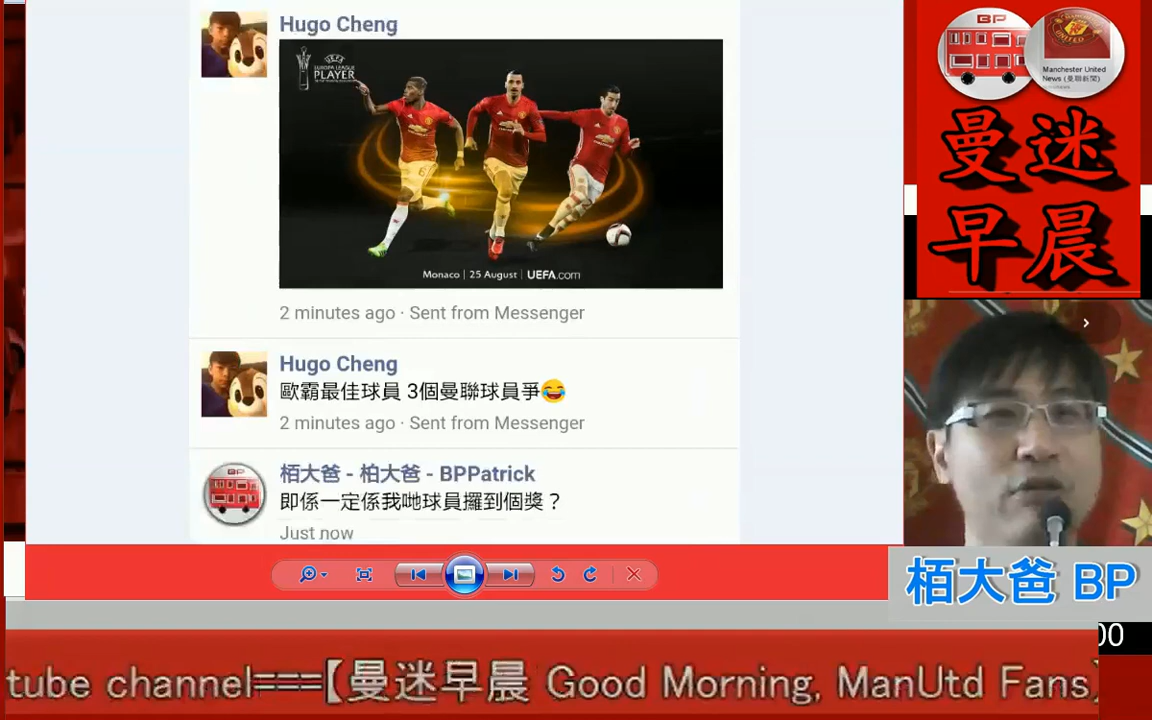 Hugo Cheng
UEFA
EUROPA LEAGUE
PLAYER
Monaco | 25 August | UEFA.com
2 minutes ago · Sent from Messenger
Hugo Cheng
歐霸最佳球員 3個曼聯球員爭😂
2 minutes ago · Sent from Messenger
栢大爸 - 柏大爸 - BPPatrick
即係一定係我哋球員攞到個獎？
Just now
BP
Manchester United
News (曼聯新聞)
曼迷
早晨
栢大爸 BP
00
tube channel===【曼迷早晨 Good Morning, ManUtd Fans】